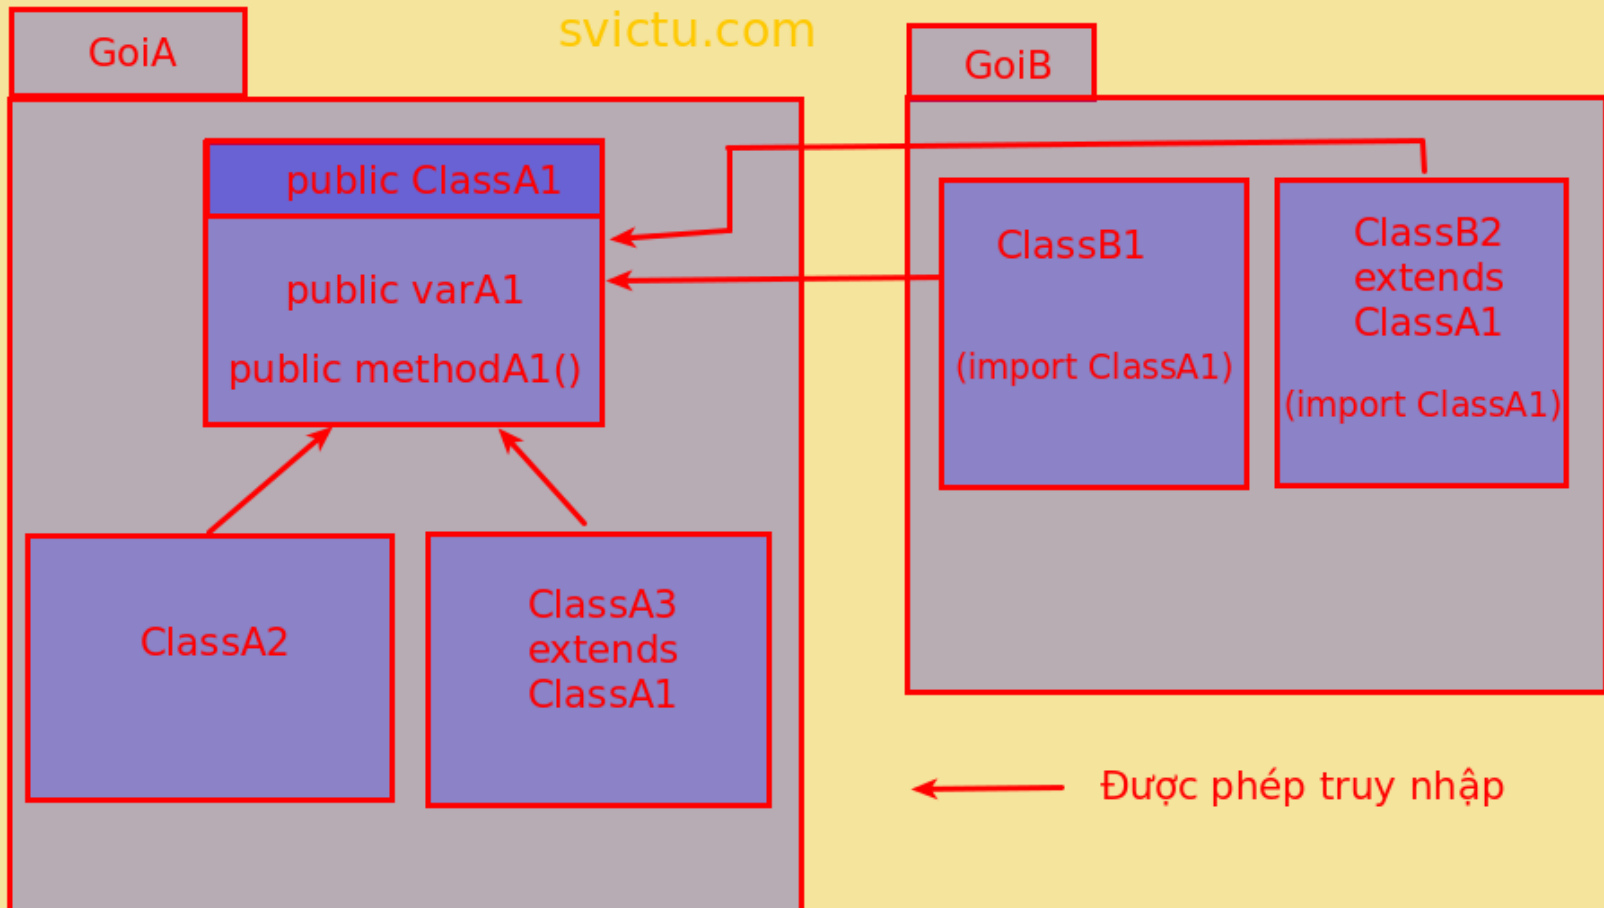 svictu.com
GoiA
public ClassA1
public varA1
public methodA1()
ClassA2
ClassA3
extends
ClassA1
GoiB
ClassB1
(import ClassA1)
ClassB2
extends
ClassA1
(import ClassA1)
Được phép truy nhập